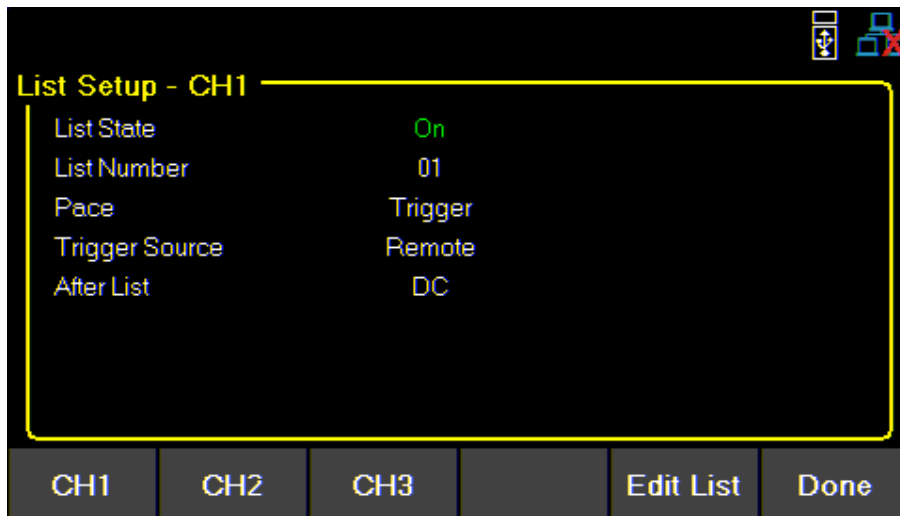 List Setup - CH1
List State On
List Number 01
Pace Trigger
Trigger Source Remote
After List DC
CH1 CH2 CH3 Edit List Done